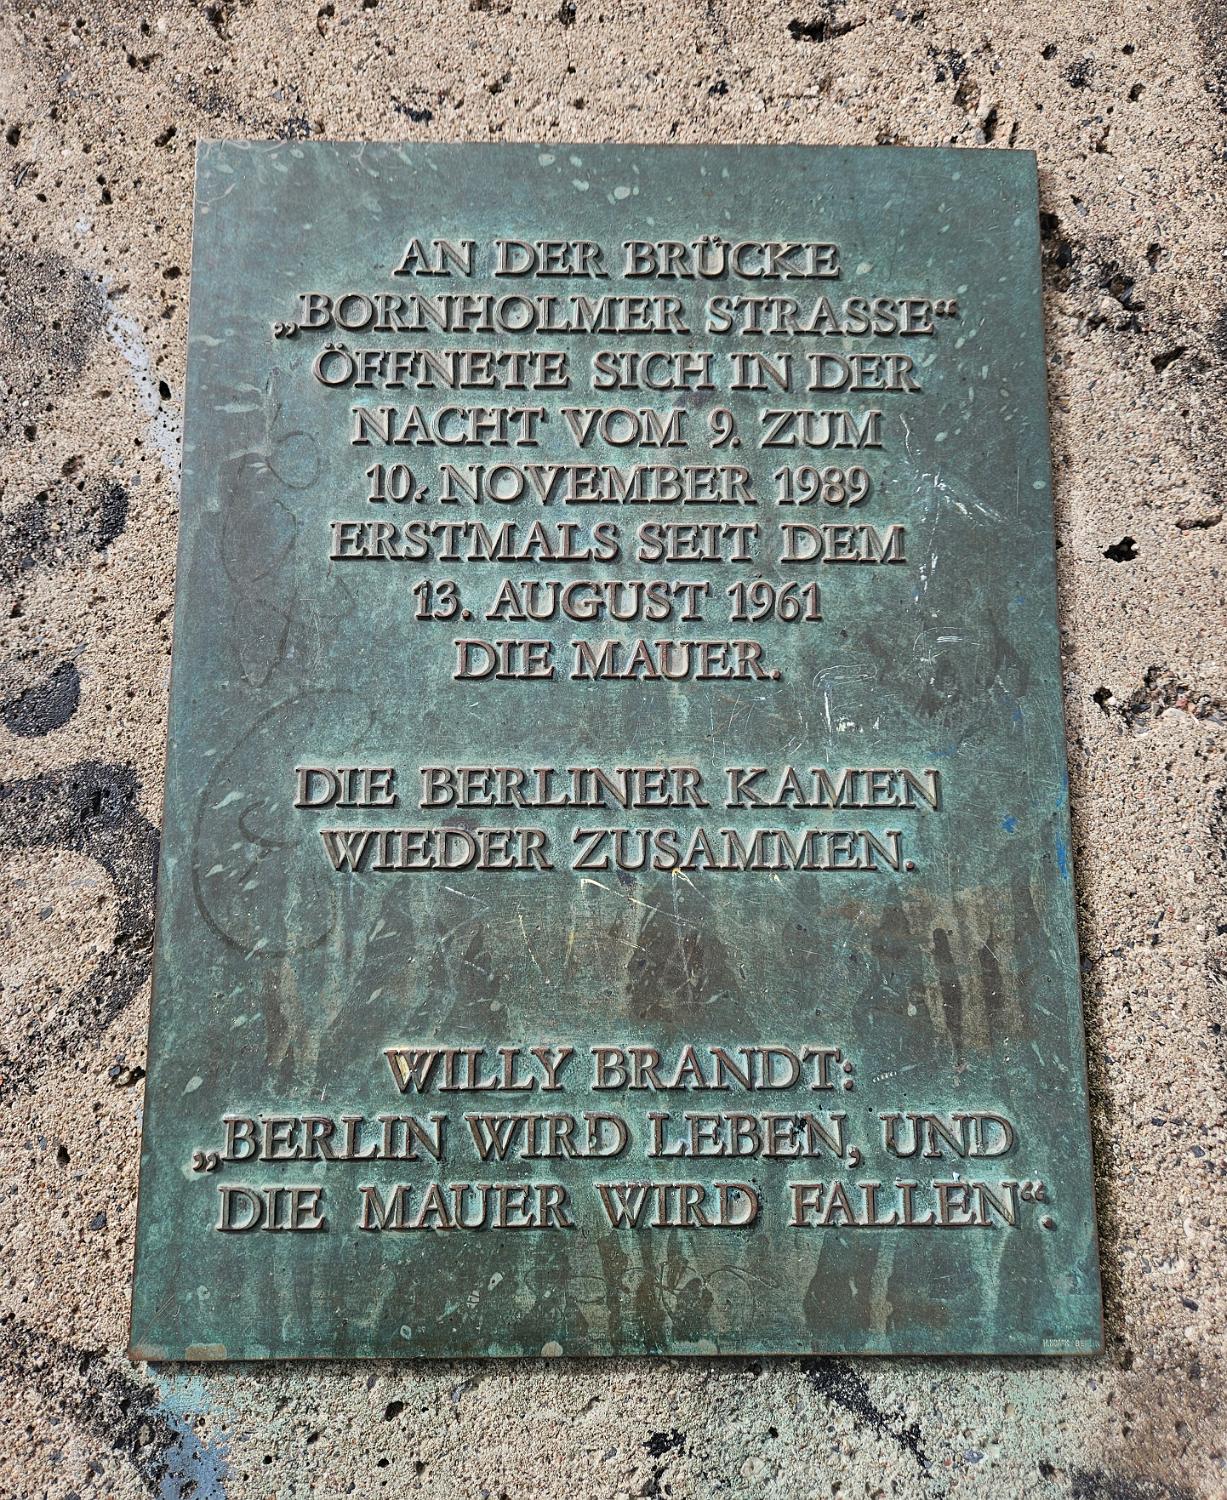 AN DER BRÜCKE
„BORNHOLMER STRASSE“
ÖFFNETE SICH IN DER
NACHT VOM 9. ZUM
10. NOVEMBER 1989
ERSTMALS SEIT DEM
13. AUGUST 1961
DIE MAUER.
DIE BERLINER KAMEN
WIEDER ZUSAMMEN.
WILLY BRANDT:
„BERLIN WIRD LEBEN, UND
DIE MAUER WIRD FALLEN“.